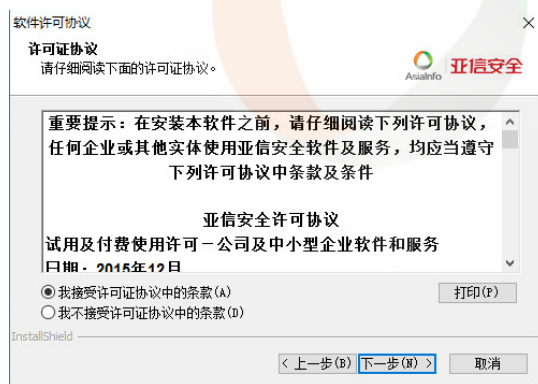 软件许可协议
许可证协议
请仔细阅读下面的许可证协议。
AsiaInfo 亚信安全
重要提示：在安装本软件之前，请仔细阅读下列许可协议，
任何企业或其他实体使用亚信安全软件及服务，均应当遵守
下列许可协议中条款及条件
亚信安全许可协议
试用及付费使用许可－公司及中小型企业软件和服务
日期：2015年12月
我接受许可证协议中的条款(A)
打印(P)
我不接受许可证协议中的条款(D)
InstallShield
< 上一步(B) 下一步(N) > 取消